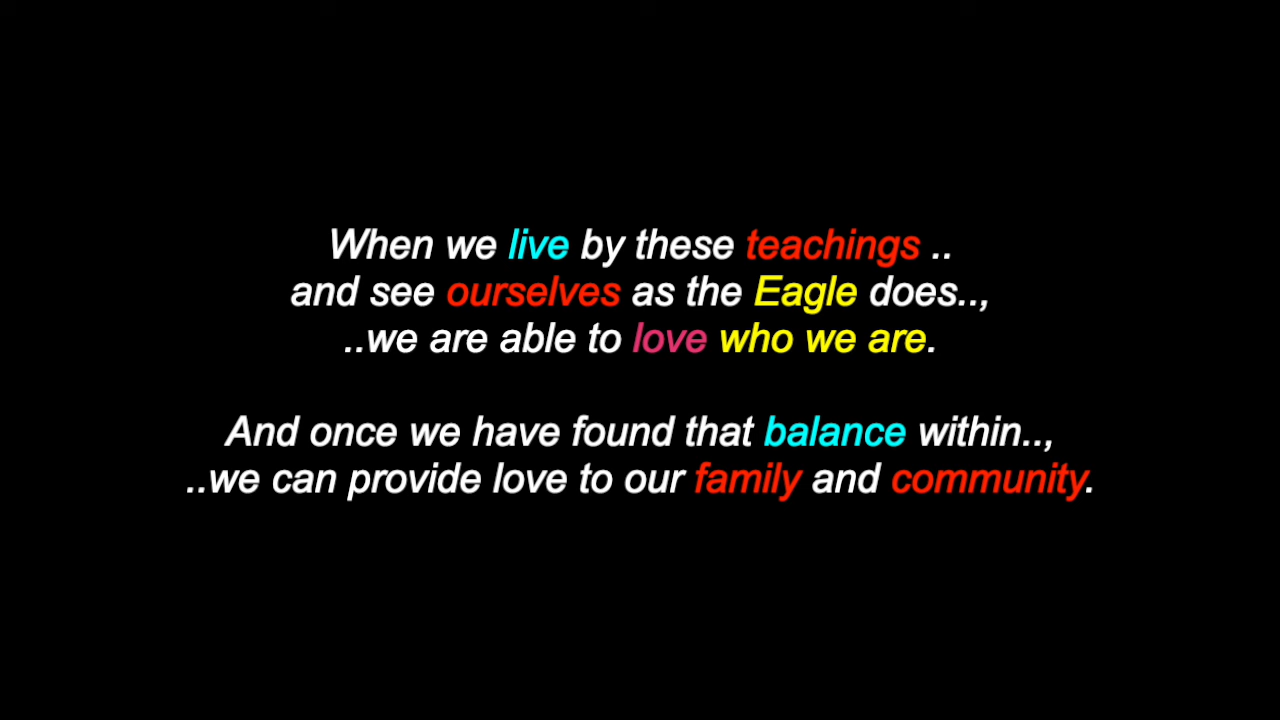 When we live by these teachings ..
and see ourselves as the Eagle does..,
..we are able to love who we are.
And once we have found that balance within..,
..we can provide love to our family and community.